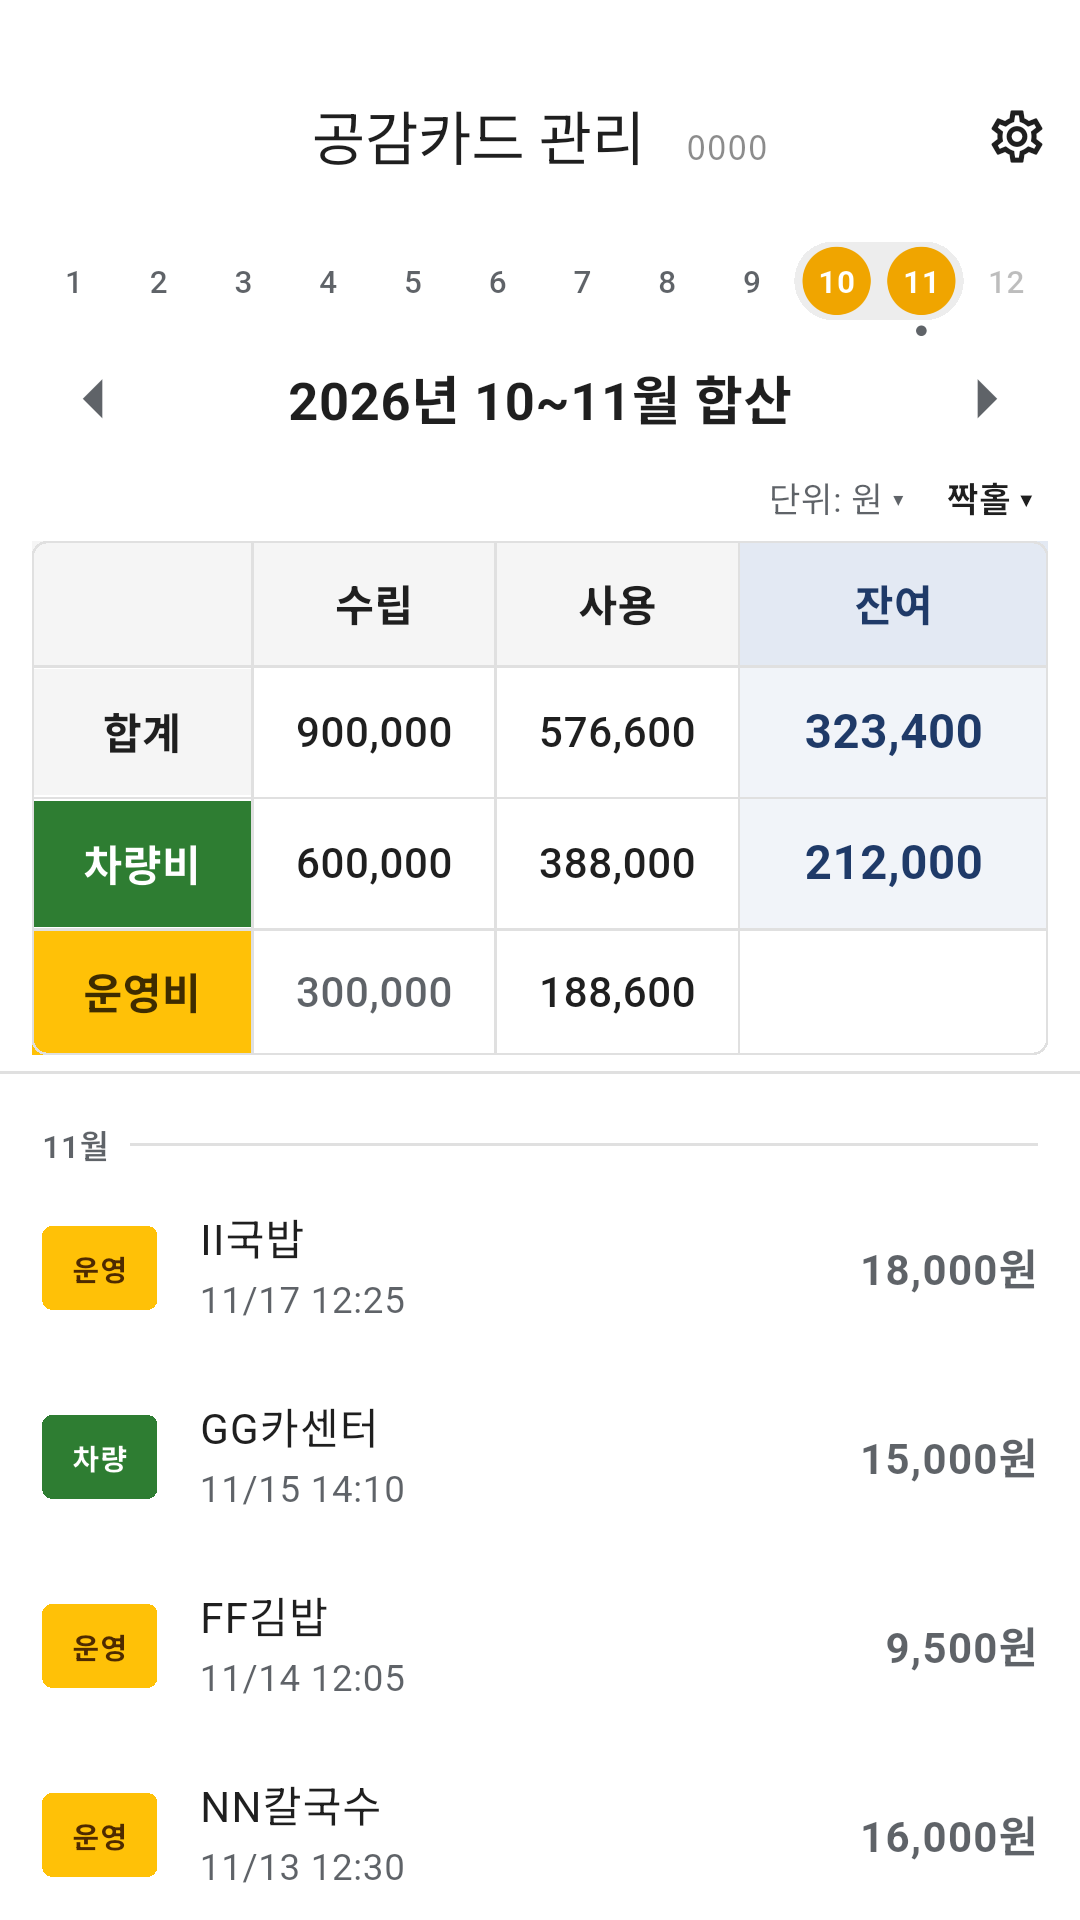 공감카드 관리 0000
1 2 3 4 5 6 7 8 9 10 11 12
2026년 10~11월 합산
단위: 원 ▾ 짝홀 ▾
수립 사용 잔여
합계 900,000 576,600 323,400
차량비 600,000 388,000 212,000
운영비 300,000 188,600
11월
운영 II국밥 18,000원
11/17 12:25
차량 GG카센터 15,000원
11/15 14:10
운영 FF김밥 9,500원
11/14 12:05
운영 NN칼국수 16,000원
11/13 12:30